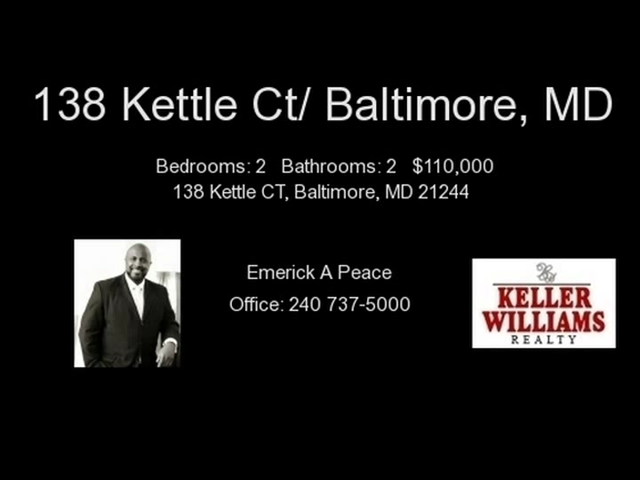 138 Kettle Ct/ Baltimore, MD
Bedrooms: 2 Bathrooms: 2 $110,000
138 Kettle CT, Baltimore, MD 21244
Emerick A Peace
Office: 240 737-5000
KELLER
WILLIAMS
REALTY